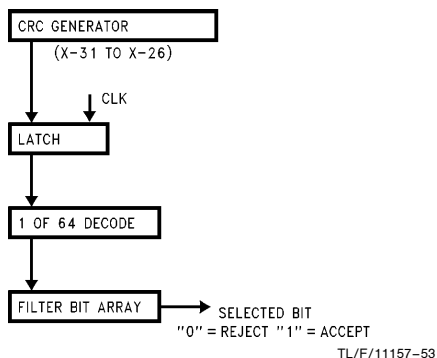 CRC GENERATOR
(X-31 TO X-26)
CLK
LATCH
1 OF 64 DECODE
FILTER BIT ARRAY
SELECTED BIT
"0" = REJECT "1" = ACCEPT
TL/F/11157-53